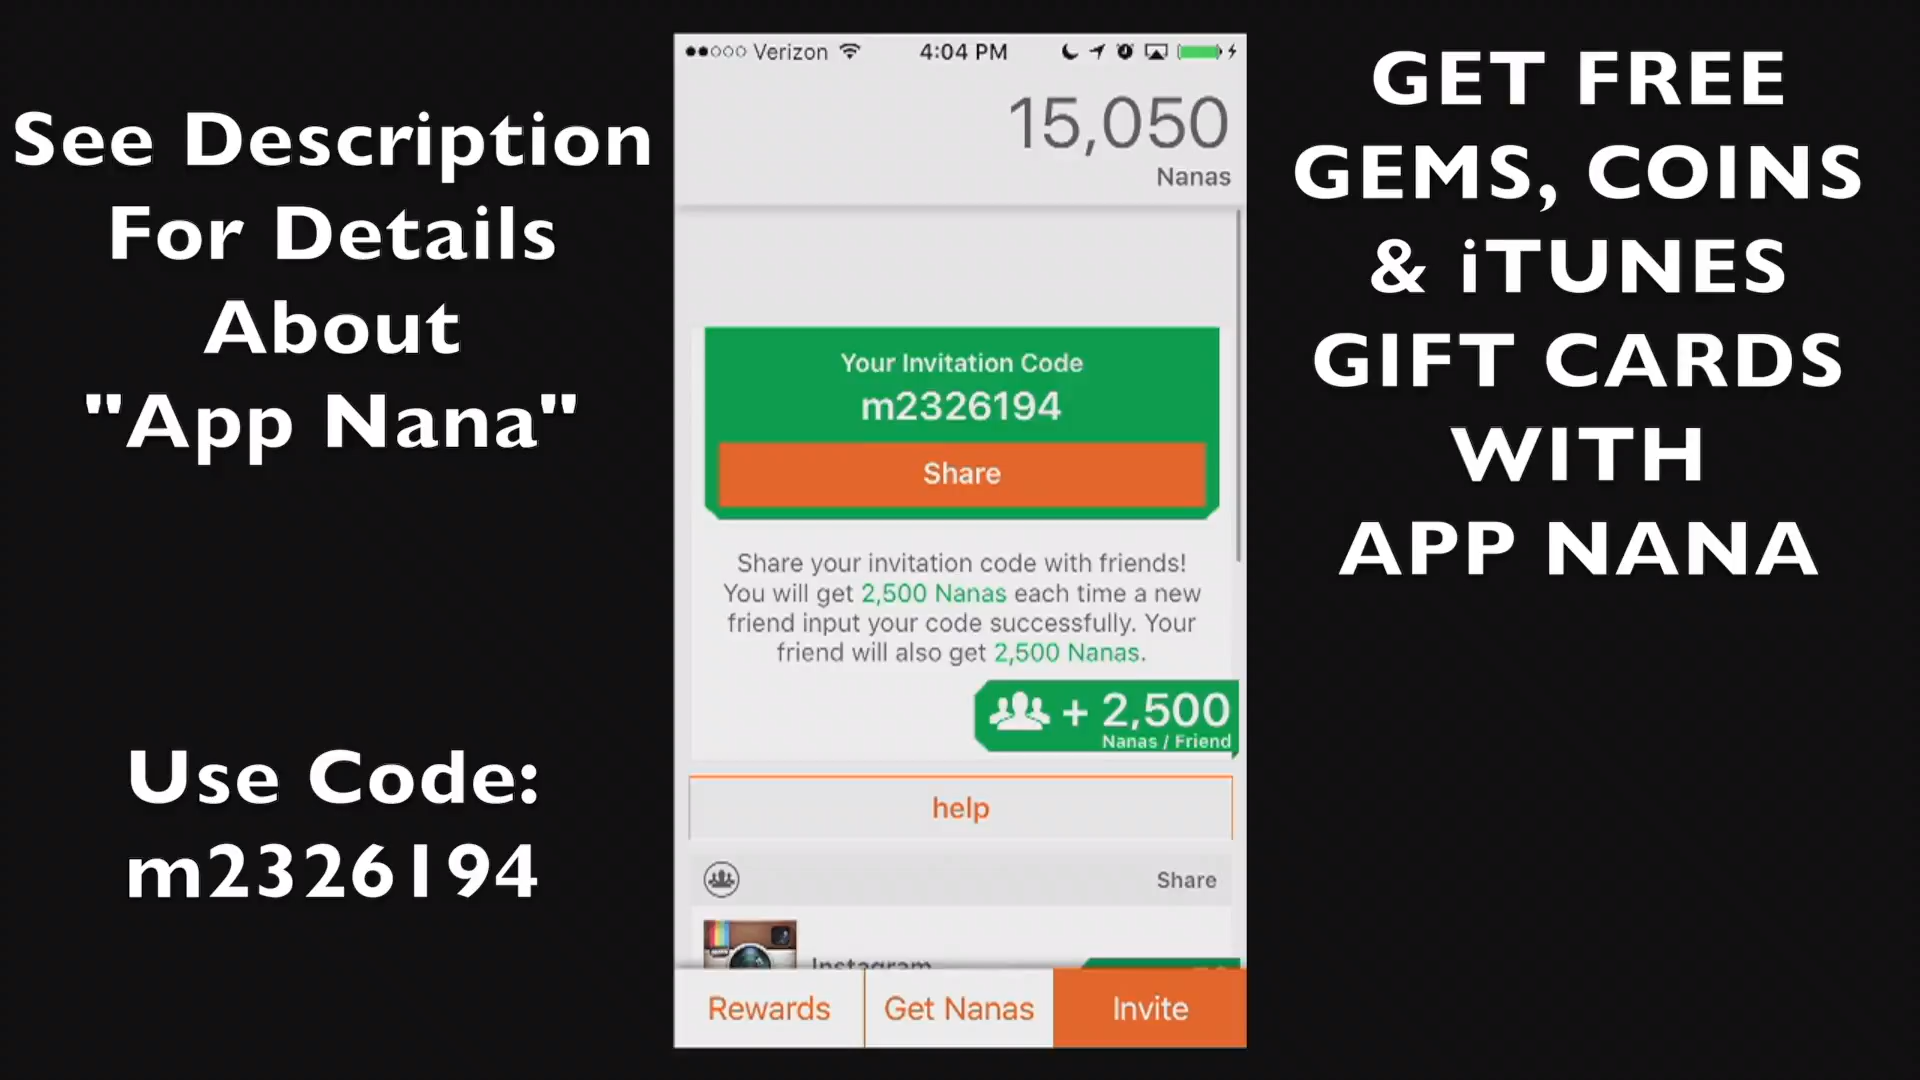 See Description
For Details
About
"App Nana"
Use Code:
m2326194
Verizon
4:04 PM
15,050
Nanas
Your Invitation Code
m2326194
Share
Share your invitation code with friends!
You will get 2,500 Nanas each time a new
friend input your code successfully. Your
friend will also get 2,500 Nanas.
+ 2,500
Nanas / Friend
help
Share
Instagram
Rewards
Get Nanas
Invite
GET FREE
GEMS, COINS
& iTUNES
GIFT CARDS
WITH
APP NANA